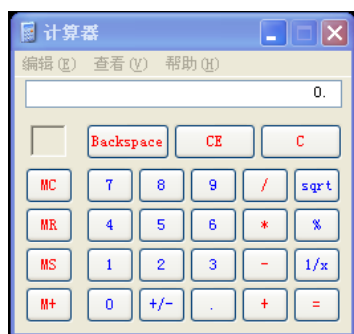 计算器
编辑(E) 查看(V) 帮助(H)
0.
Backspace CE C
MC 7 8 9 / sqrt
MR 4 5 6 * %
MS 1 2 3 - 1/x
M+ 0 +/- . + =